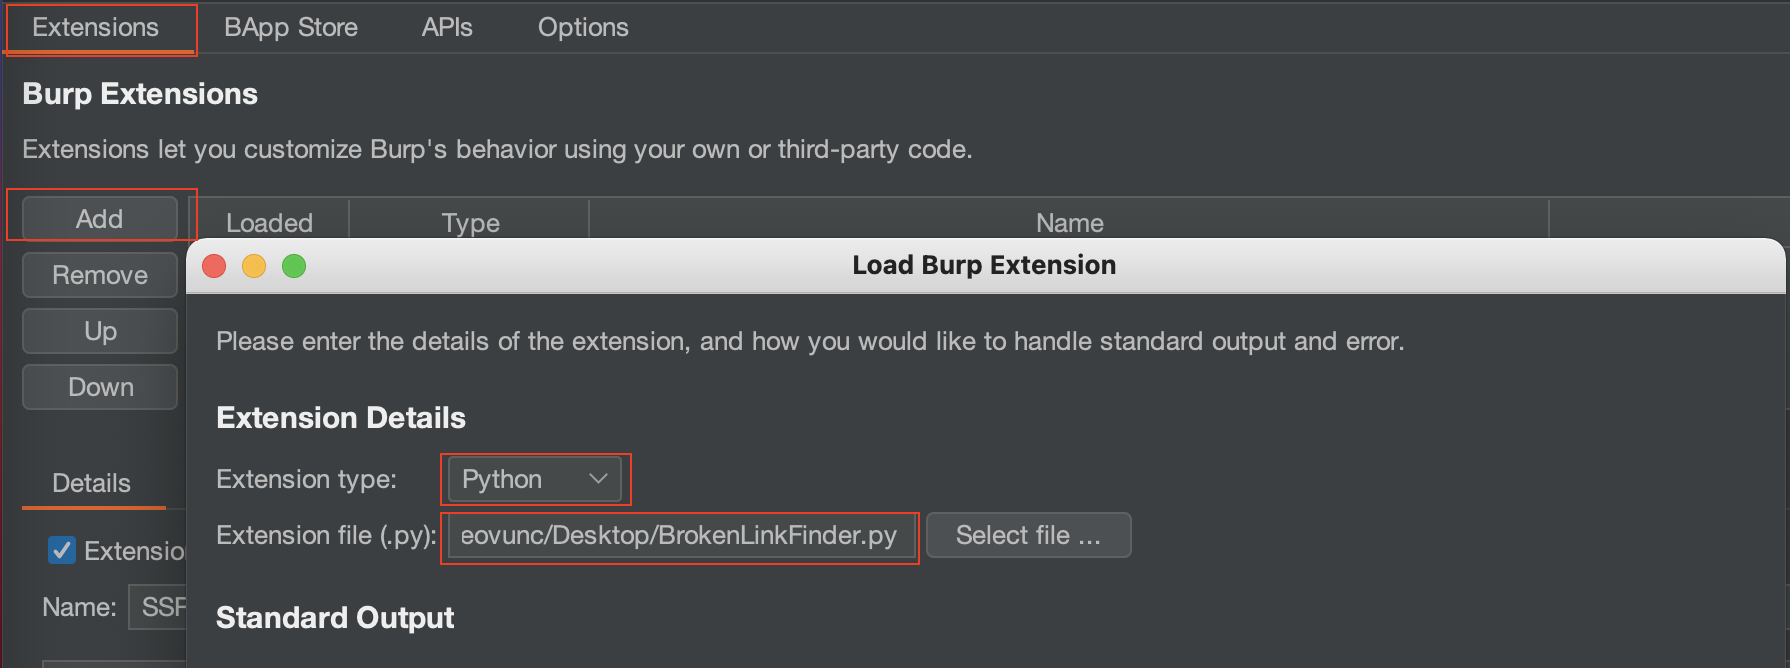 Extensions BApp Store APIs Options
Burp Extensions
Extensions let you customize Burp's behavior using your own or third-party code.
Add Loaded Type Name
Remove
Up
Down
Load Burp Extension
Please enter the details of the extension, and how you would like to handle standard output and error.
Extension Details
Extension type: Python
Extension file (.py): eovunc/Desktop/BrokenLinkFinder.py Select file ...
Standard Output
Details
Extension
Name: